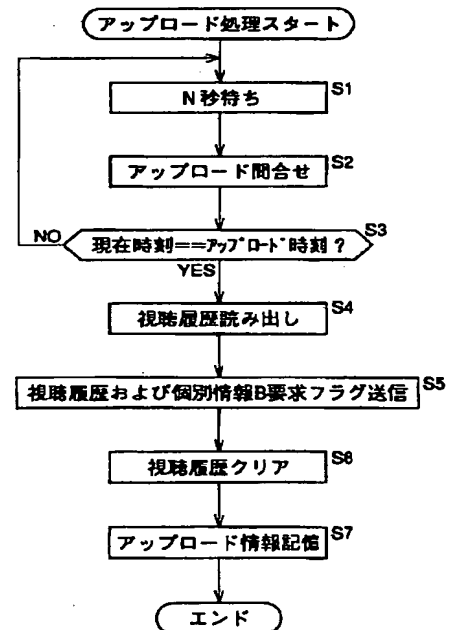 アップロード処理スタート
N秒待ち
S1
アップロード問合せ
S2
現在時刻==ｱｯﾌﾟﾛｰﾄﾞ時刻？
S3
NO
YES
視聴履歴読み出し
S4
視聴履歴および個別情報B要求フラグ送信
S5
視聴履歴クリア
S6
アップロード情報記憶
S7
エンド